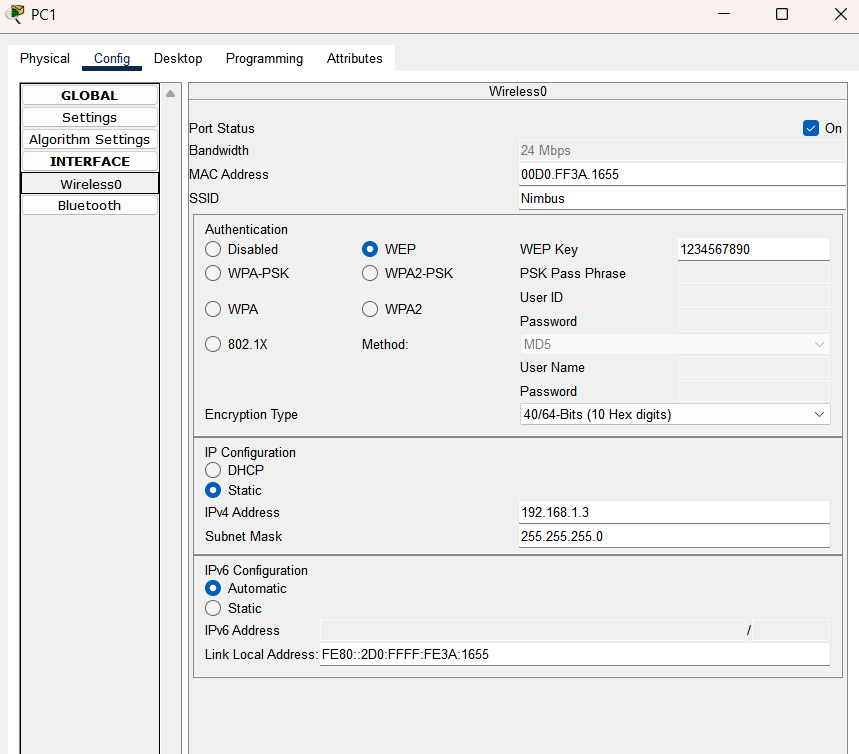 PC1
Physical Config Desktop Programming Attributes
GLOBAL
Settings
Algorithm Settings
INTERFACE
Wireless0
Bluetooth
Wireless0
Port Status On
Bandwidth 24 Mbps
MAC Address 00D0.FF3A.1655
SSID Nimbus
Authentication
Disabled WEP WEP Key 1234567890
WPA-PSK WPA2-PSK PSK Pass Phrase
User ID
WPA WPA2
Password
802.1X Method: MD5
User Name
Password
Encryption Type 40/64-Bits (10 Hex digits)
IP Configuration
DHCP
Static
IPv4 Address 192.168.1.3
Subnet Mask 255.255.255.0
IPv6 Configuration
Automatic
Static
IPv6 Address /
Link Local Address: FE80::2D0:FFFF:FE3A:1655